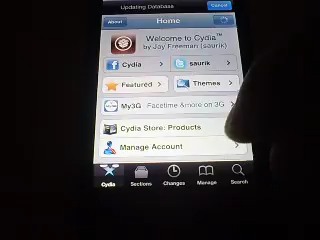 Updating Database
Cancel
About
Home
Welcome to Cydia™
by Jay Freeman (saurik)
Cydia
saurik
Featured
Themes
My3G
Facetime &more on 3G
Cydia Store: Products
Manage Account
Cydia
Sections
Changes
Manage
Search